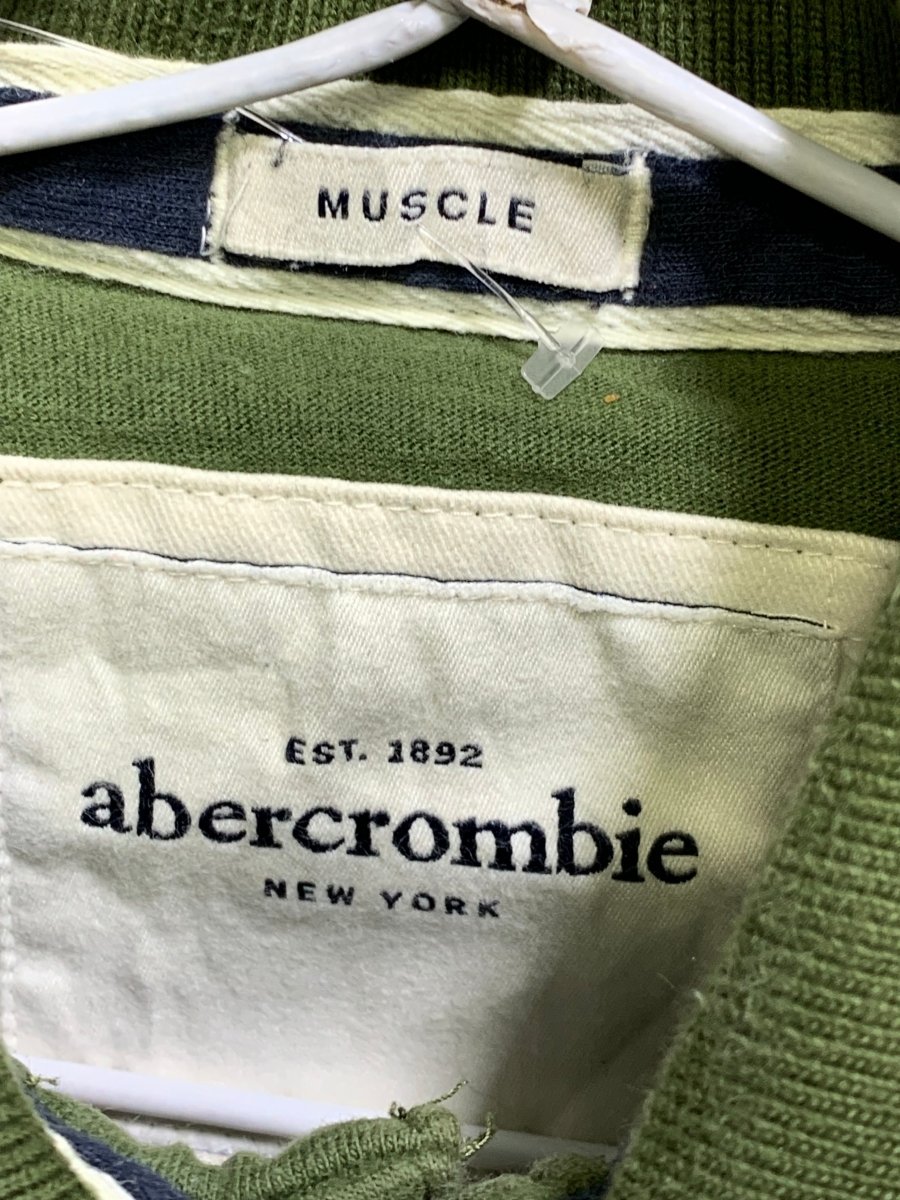 MUSCLE
EST. 1892
abercrombie
NEW YORK